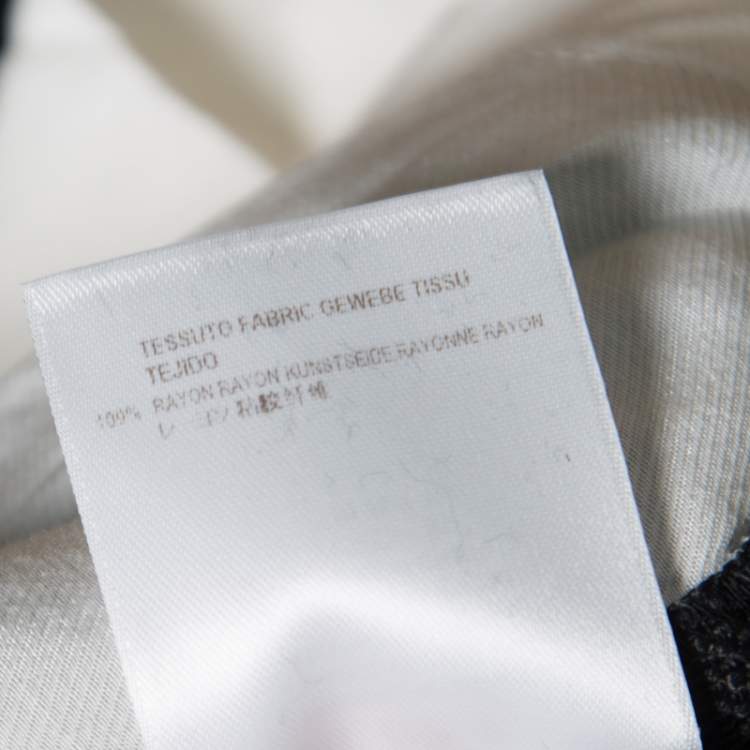 TESSUTO FABRIC GEWEBE TISSU
TEJIDO
100% RAYON RAYON KUNSTSEIDE RAYONNE RAYON
レーヨン 粘胶纤维